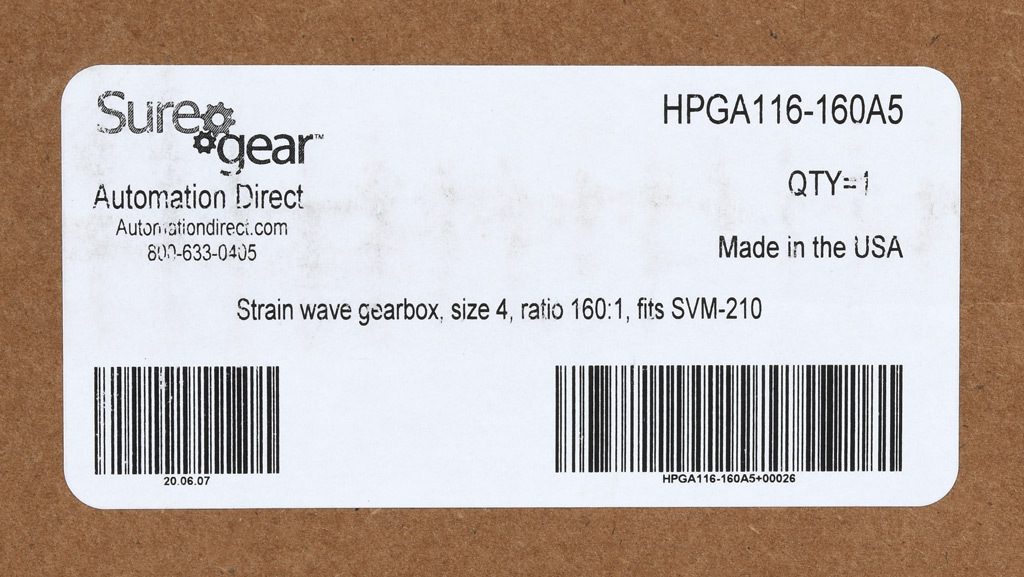 Sure
gear™
HPGA116-160A5
Automation Direct
QTY=1
Automationdirect.com
800-633-0405
Made in the USA
Strain wave gearbox, size 4, ratio 160:1, fits SVM-210
20.06.07
HPGA116-160A5+00026